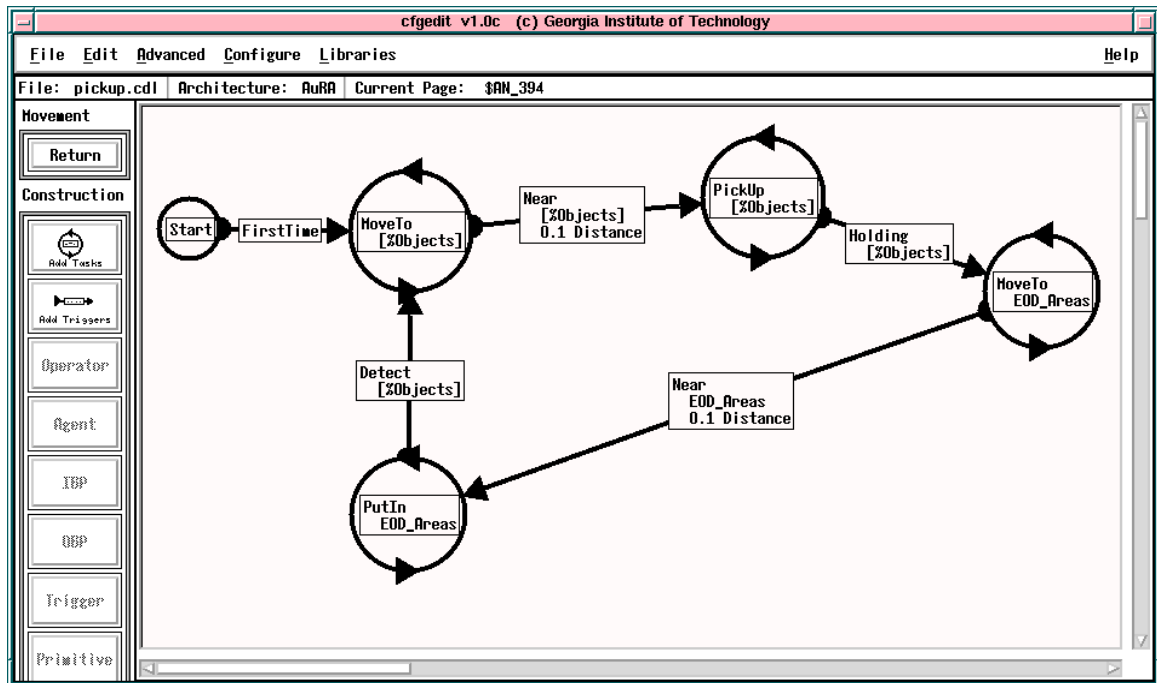 cfgedit v1.0c (c) Georgia Institute of Technology
File Edit Advanced Configure Libraries Help
File: pickup.cdl Architecture: AuRA Current Page: $AN_394
Movement
Return
Construction
Add Tasks
Add Triggers
Operator
Agent
IBP
OBP
Trigger
Primitive
Start
FirstTime
MoveTo
[%Objects]
Near
[%Objects]
0.1 Distance
PickUp
[%Objects]
Holding
[%Objects]
MoveTo
EOD_Areas
Near
EOD_Areas
0.1 Distance
Detect
[%Objects]
PutIn
EOD_Areas